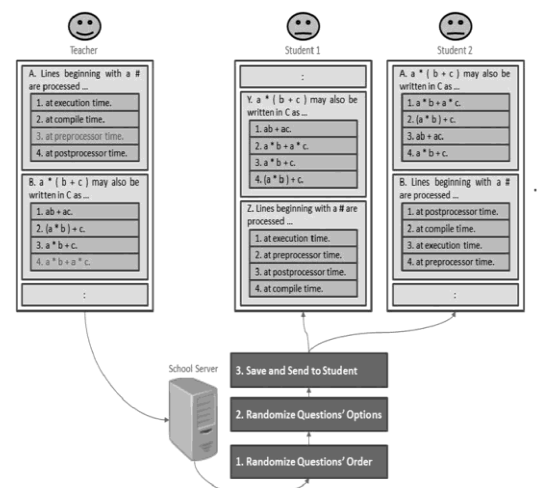 Teacher
Student 1
Student 2
A. Lines beginning with a #
are processed ...
1. at execution time.
2. at compile time.
3. at preprocessor time.
4. at postprocessor time.
B. a * ( b + c ) may also be
written in C as ...
1. ab + ac.
2. (a * b ) + c.
3. a * b + c.
4. a * b + a * c.
:
:
Y. a * ( b + c ) may also be
written in C as ...
1. ab + ac.
2. a * b + a * c.
3. a * b + c.
4. (a * b ) + c.
Z. Lines beginning with a # are
processed ...
1. at execution time.
2. at preprocessor time.
3. at postprocessor time.
4. at compile time.
A. a * ( b + c ) may also be
written in C as ...
1. a * b + a * c.
2. (a * b ) + c.
3. ab + ac.
4. a * b + c.
B. Lines beginning with a #
are processed ...
1. at postprocessor time.
2. at compile time.
3. at execution time.
4. at preprocessor time.
:
School Server
3. Save and Send to Student
2. Randomize Questions' Options
1. Randomize Questions' Order